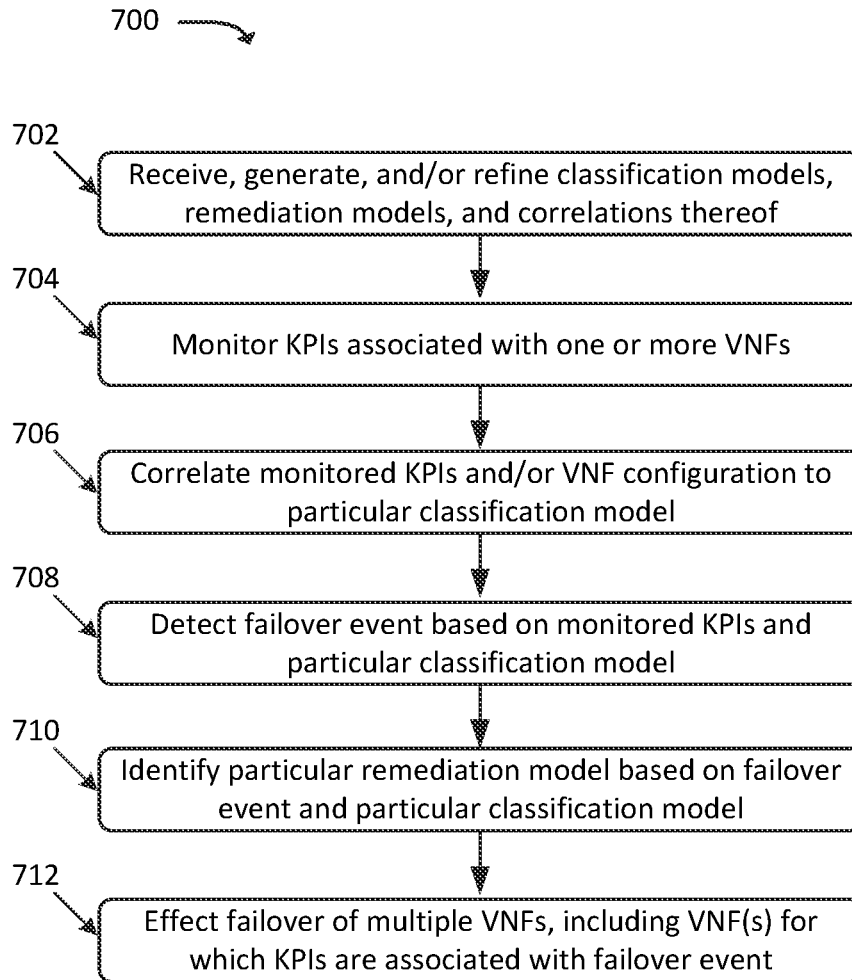 700
702
Receive, generate, and/or refine classification models,
remediation models, and correlations thereof
704
Monitor KPIs associated with one or more VNFs
706
Correlate monitored KPIs and/or VNF configuration to
particular classification model
708
Detect failover event based on monitored KPIs and
particular classification model
710
Identify particular remediation model based on failover
event and particular classification model
712
Effect failover of multiple VNFs, including VNF(s) for
which KPIs are associated with failover event